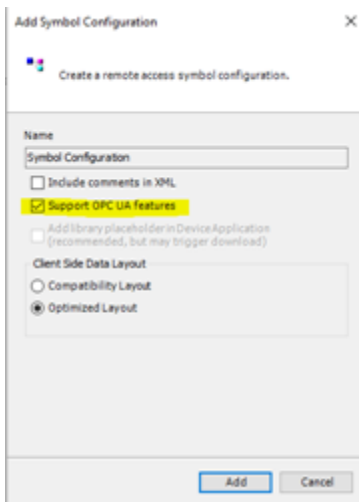 Add Symbol Configuration
Create a remote access symbol configuration.
Name
Symbol Configuration
Include comments in XML
Support OPC UA features
Add library placeholder in Device Application
(recommended, but may trigger download)
Client Side Data Layout
Compatibility Layout
Optimized Layout
Add
Cancel